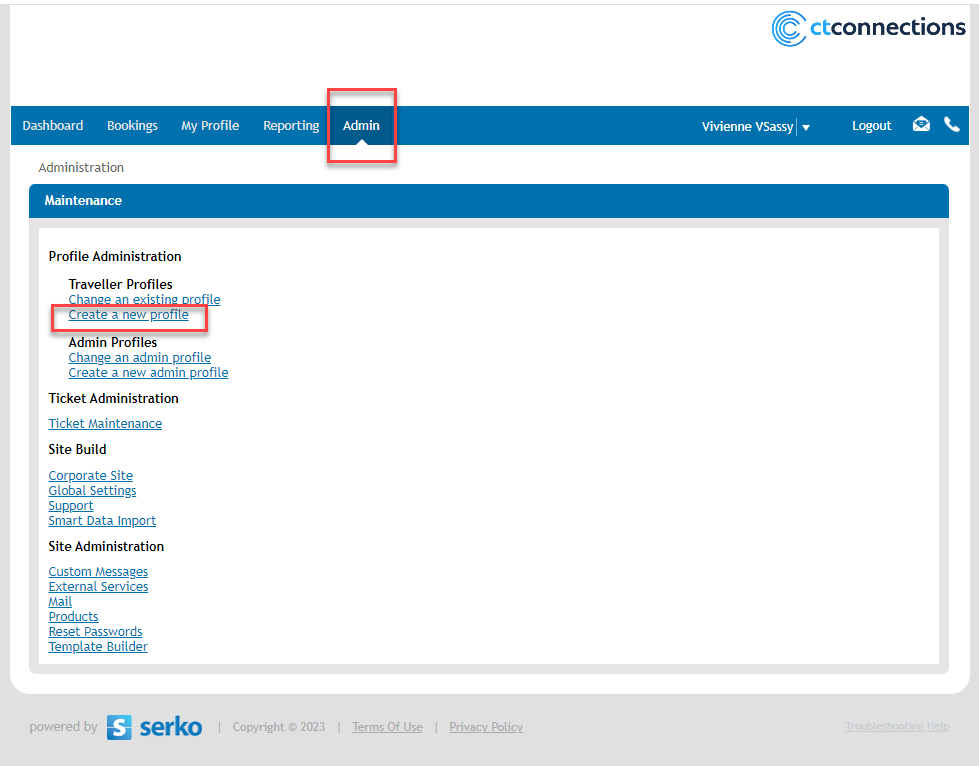 ctconnections
Dashboard Bookings My Profile Reporting Admin Vivienne VSassy Logout
Administration
Maintenance
Profile Administration
Traveller Profiles
Change an existing profile
Create a new profile
Admin Profiles
Change an admin profile
Create a new admin profile
Ticket Administration
Ticket Maintenance
Site Build
Corporate Site
Global Settings
Support
Smart Data Import
Site Administration
Custom Messages
External Services
Mail
Products
Reset Passwords
Template Builder
powered by S serko | Copyright © 2023 | Terms Of Use | Privacy Policy Troubleshooting Help